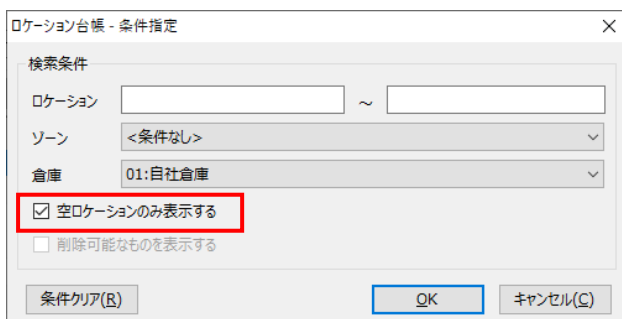 ロケーション台帳 - 条件指定
検索条件
ロケーション ～
ゾーン <条件なし>
倉庫 01:自社倉庫
空ロケーションのみ表示する
削除可能なものを表示する
条件クリア(R) OK キャンセル(C)